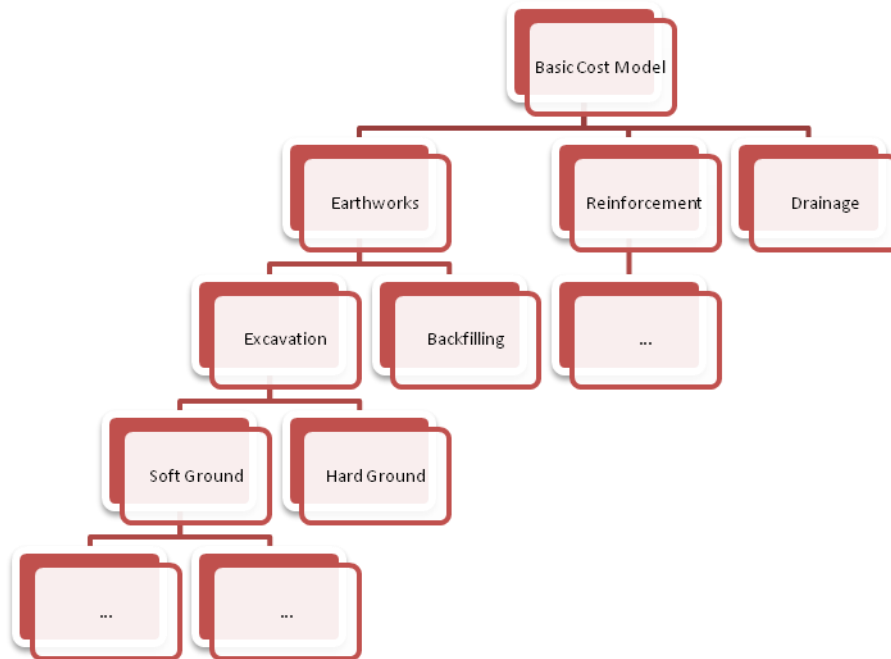 Basic Cost Model
Earthworks
Reinforcement
Drainage
Excavation
Backfilling
...
Soft Ground
Hard Ground
...
...